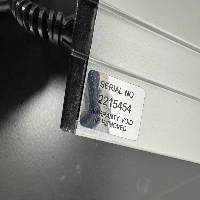 SERIAL NO
2215454
WARRANTY VOID
IF REMOVED